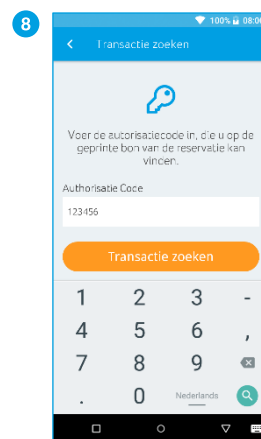 8
100% 08:00
Transactie zoeken
Voer de autorisatiecode in, die u op de
geprinte bon van de reservatie kan
vinden.
Authorisatie Code
123456
Transactie zoeken
1 2 3 -
4 5 6 ,
7 8 9
. 0 Nederlands